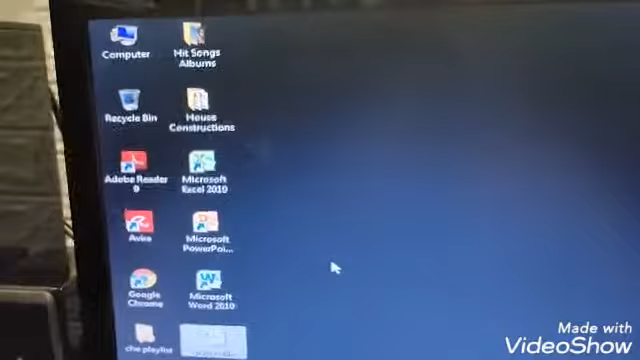 Computer
Hit Songs
Albums
Recycle Bin
House
Constructions
Adobe Reader
9
Microsoft
Excel 2010
Avira
Microsoft
PowerPoi...
Google
Chrome
Microsoft
Word 2010
che playlist
Made with
VideoShow